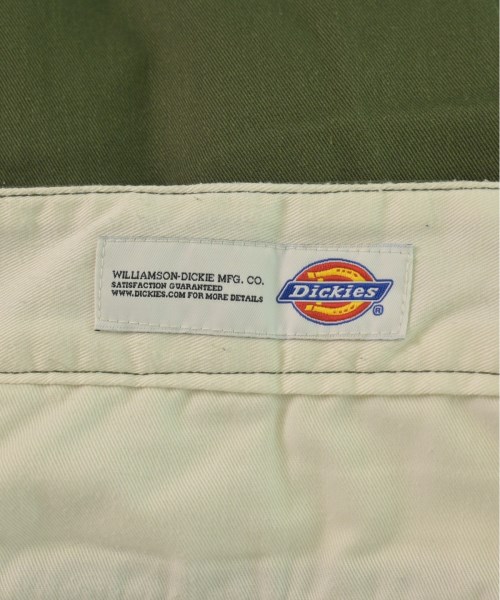 WILLIAMSON-DICKIE MFG. CO.
SATISFACTION GUARANTEED
WWW.DICKIES.COM FOR MORE DETAILS
Dickies®